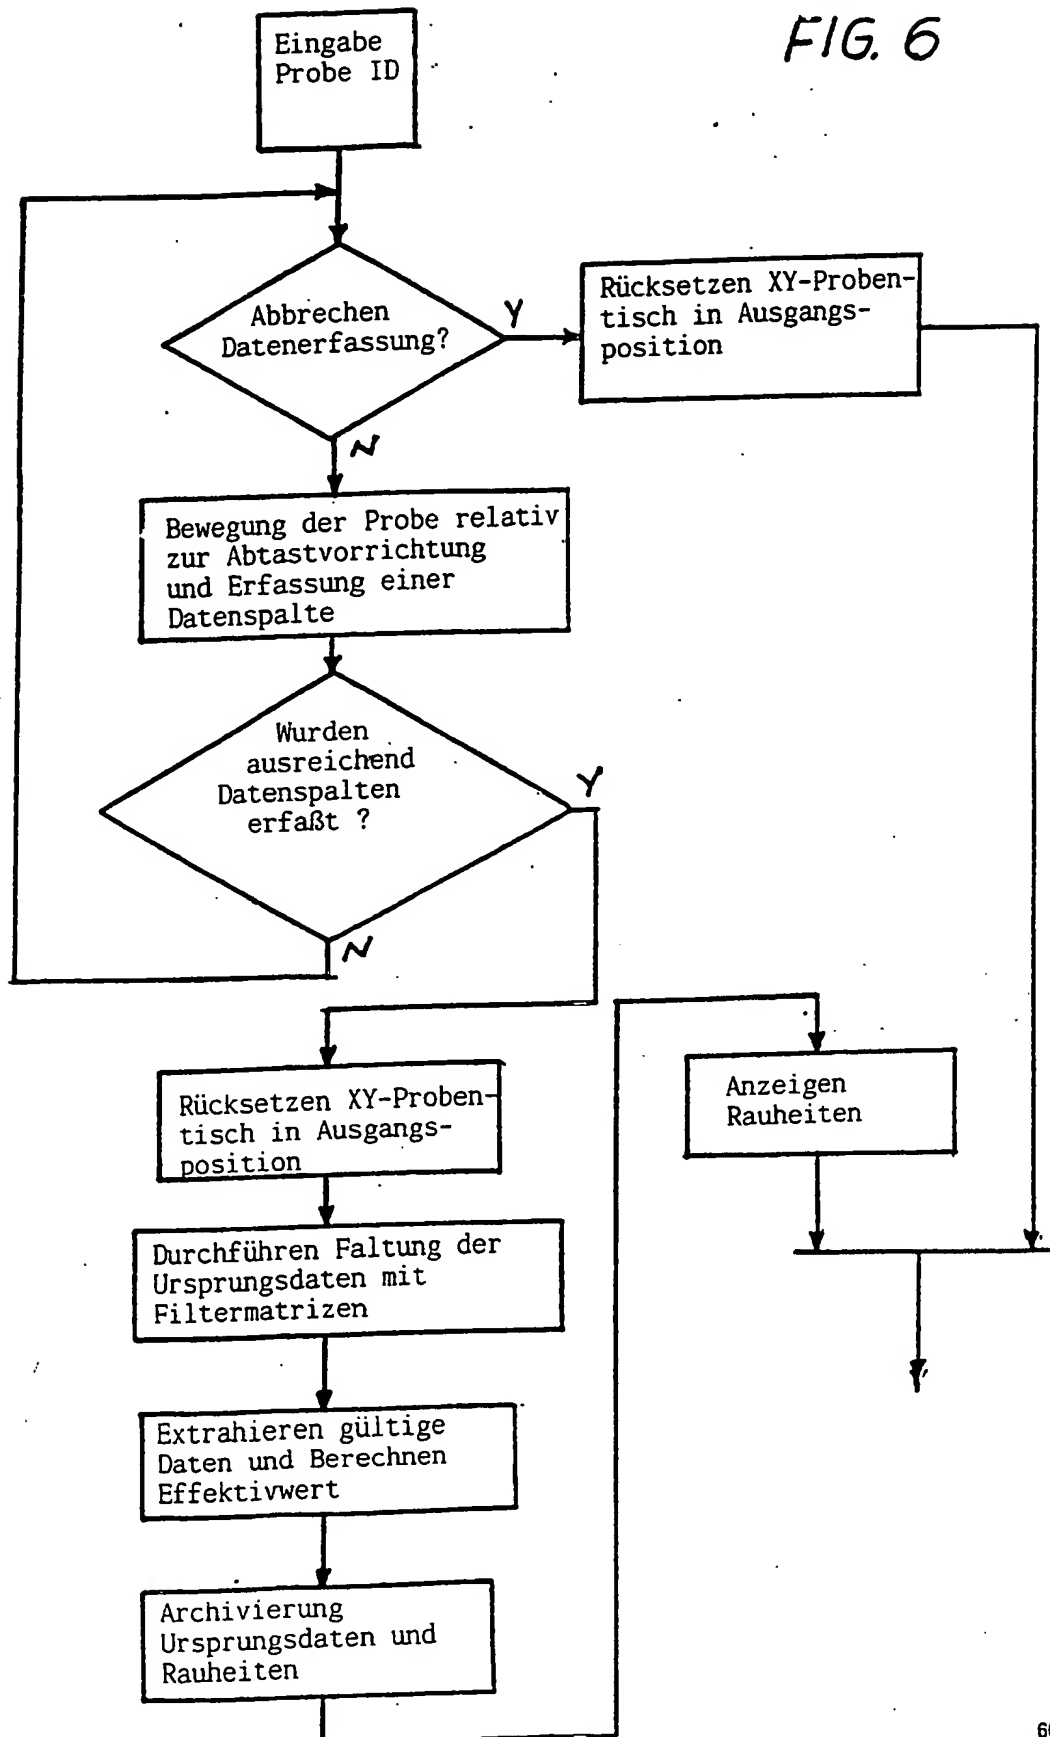 FIG. 6
Eingabe
Probe ID
Abbrechen
Datenerfassung?
Y
N
Rücksetzen XY-Proben-
tisch in Ausgangs-
position
Bewegung der Probe relativ
zur Abtastvorrichtung
und Erfassung einer
Datenspalte
Wurden
ausreichend
Datenspalten
erfaßt ?
Y
N
Rücksetzen XY-Proben-
tisch in Ausgangs-
position
Durchführen Faltung der
Ursprungsdaten mit
Filtermatrizen
Extrahieren gültige
Daten und Berechnen
Effektivwert
Archivierung
Ursprungsdaten und
Rauheiten
Anzeigen
Rauheiten